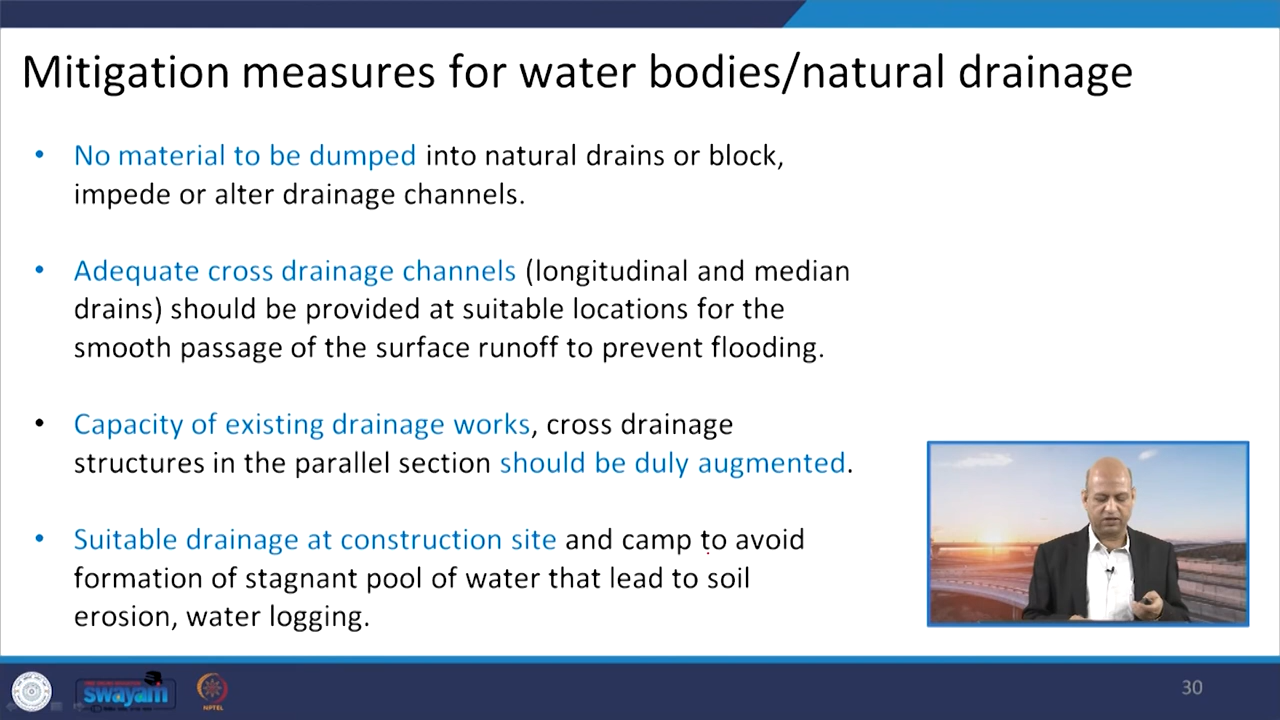 Mitigation measures for water bodies/natural drainage
• No material to be dumped into natural drains or block,
impede or alter drainage channels.
• Adequate cross drainage channels (longitudinal and median
drains) should be provided at suitable locations for the
smooth passage of the surface runoff to prevent flooding.
• Capacity of existing drainage works, cross drainage
structures in the parallel section should be duly augmented.
• Suitable drainage at construction site and camp to avoid
formation of stagnant pool of water that lead to soil
erosion, water logging.
swayam
NPTEL
30